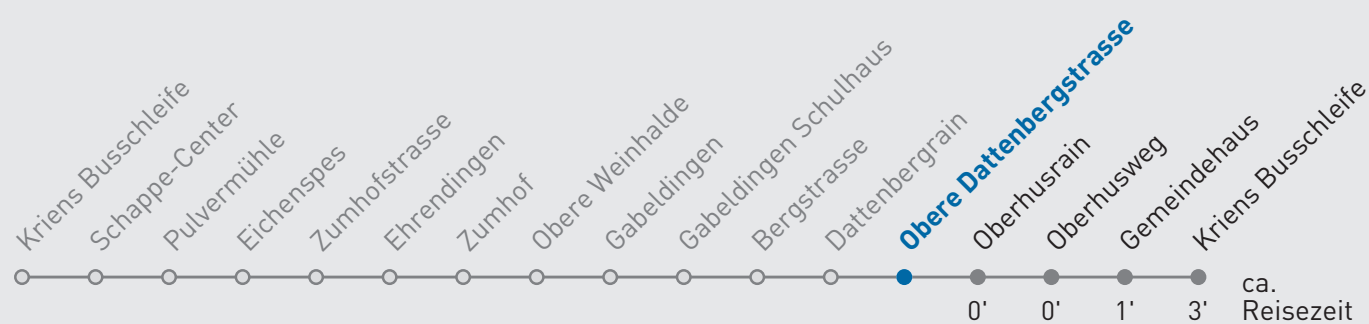 Kriens Busschleife
Schappe-Center
Pulvermühle
Eichenspes
Zumhofstrasse
Ehrendingen
Zumhof
Obere Weinhalde
Gabeldingen
Gabeldingen Schulhaus
Bergstrasse
Dattenbergrain
Obere Dattenbergstrasse
Oberhusrain
Oberhusweg
Gemeindehaus
Kriens Busschleife
0' 0' 1' 3'
ca.
Reisezeit